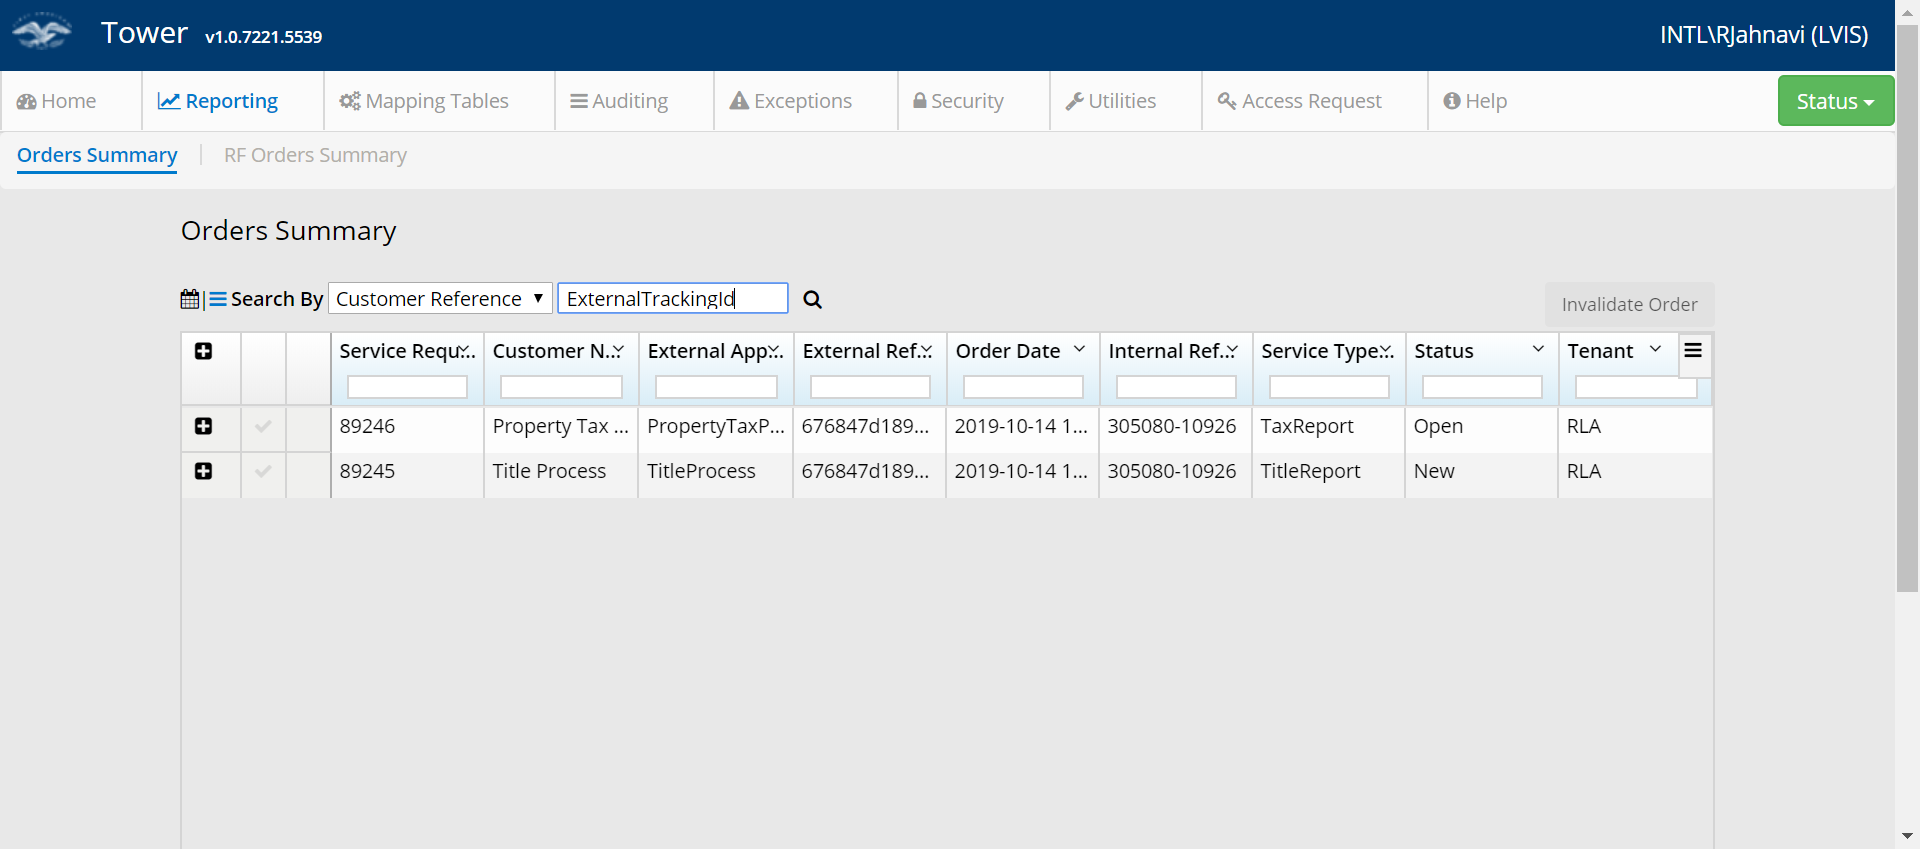 Tower v1.0.7221.5539
INTL\RJahnavi (LVIS)
Home Reporting Mapping Tables Auditing Exceptions Security Utilities Access Request Help Status
Orders Summary | RF Orders Summary
Orders Summary
Search By Customer Reference ExternalTrackingId
Invalidate Order
Service Requ... Customer N... External App... External Ref... Order Date Internal Ref... Service Type... Status Tenant
89246 Property Tax ... PropertyTaxP... 676847d189... 2019-10-14 1... 305080-10926 TaxReport Open RLA
89245 Title Process TitleProcess 676847d189... 2019-10-14 1... 305080-10926 TitleReport New RLA